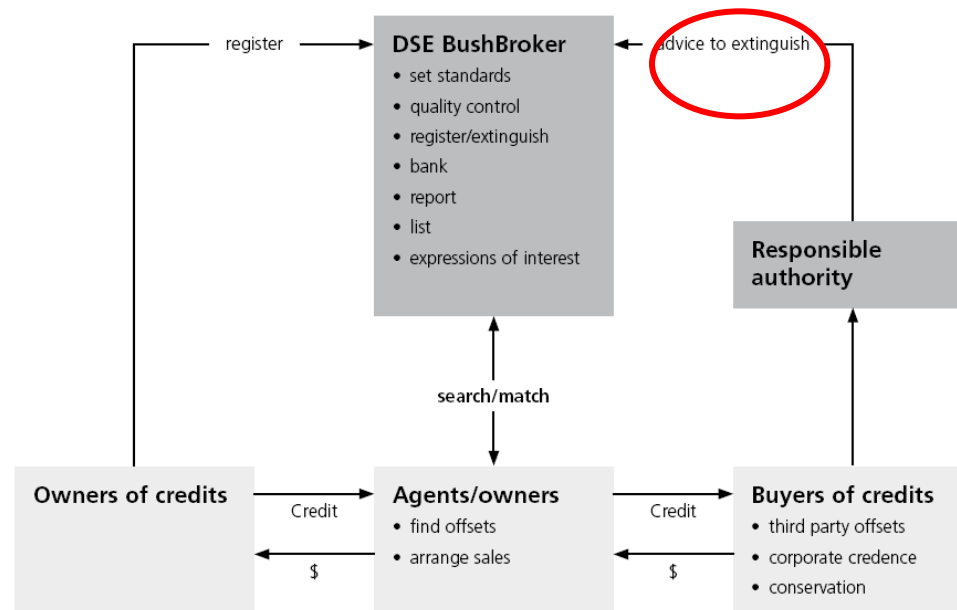 register
DSE BushBroker
• set standards
• quality control
• register/extinguish
• bank
• report
• list
• expressions of interest
advice to extinguish
Responsible
authority
search/match
Owners of credits
Credit
$
Agents/owners
• find offsets
• arrange sales
Credit
$
Buyers of credits
• third party offsets
• corporate credence
• conservation